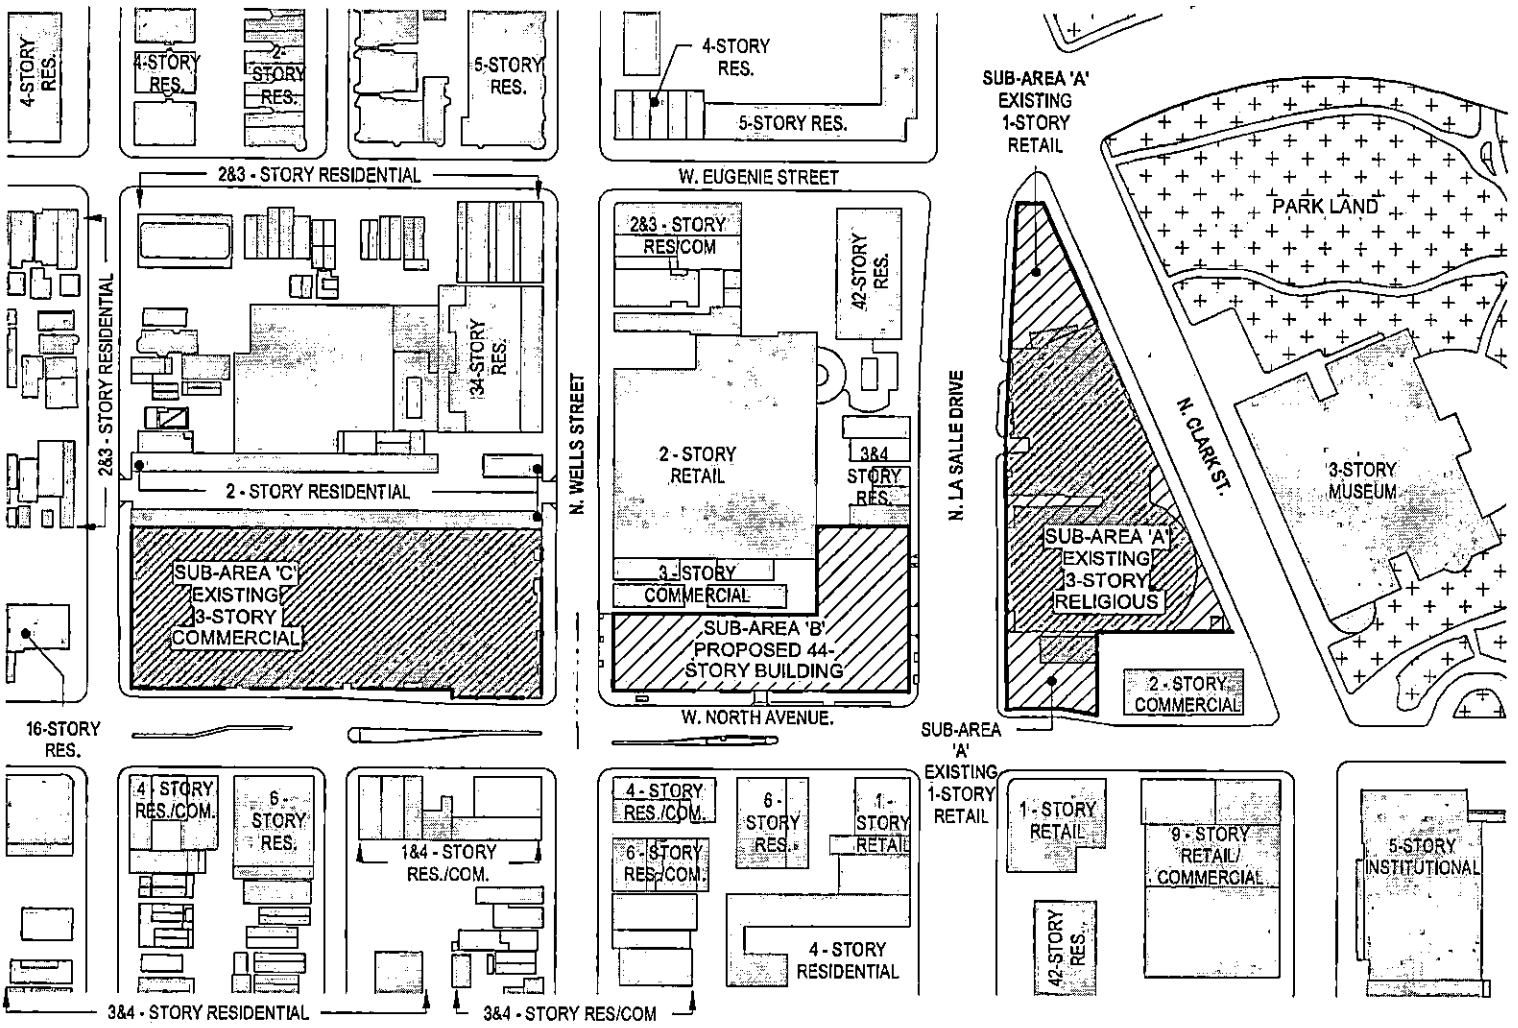 4-STORY
RES.
4-STORY
RES.
2-
STORY
RES.
5-STORY
RES.
4-STORY
RES.
5-STORY RES.
SUB-AREA 'A'
EXISTING
1-STORY
RETAIL
2&3 - STORY RESIDENTIAL
W. EUGENIE STREET
PARK LAND
2&3 - STORY
RES/COM
42-STORY
RES.
2&3 - STORY RESIDENTIAL
34-STORY
RES.
N. WELLS STREET
N. LA SALLE DRIVE
N. CLARK ST.
2 - STORY
RETAIL
3&4
STORY
RES.
3-STORY
MUSEUM
2 - STORY RESIDENTIAL
SUB-AREA 'C'
EXISTING
3-STORY
COMMERCIAL
3 - STORY
COMMERCIAL
SUB-AREA 'A'
EXISTING
3-STORY
RELIGIOUS
SUB-AREA 'B'
PROPOSED 44-
STORY BUILDING
2 - STORY
COMMERCIAL
W. NORTH AVENUE.
16-STORY
RES.
SUB-AREA
'A'
EXISTING
1-STORY
RETAIL
4 - STORY
RES./COM.
6 -
STORY
RES.
1&4 - STORY
RES./COM.
4 - STORY
RES./COM.
6 - STORY
RES./COM.
6 -
STORY
RES.
1 -
STORY
RETAIL
1 - STORY
RETAIL
9 - STORY
RETAIL/
COMMERCIAL
5-STORY
INSTITUTIONAL
4 - STORY
RESIDENTIAL
42-STORY
RES.
3&4 - STORY RESIDENTIAL
3&4 - STORY RES/COM